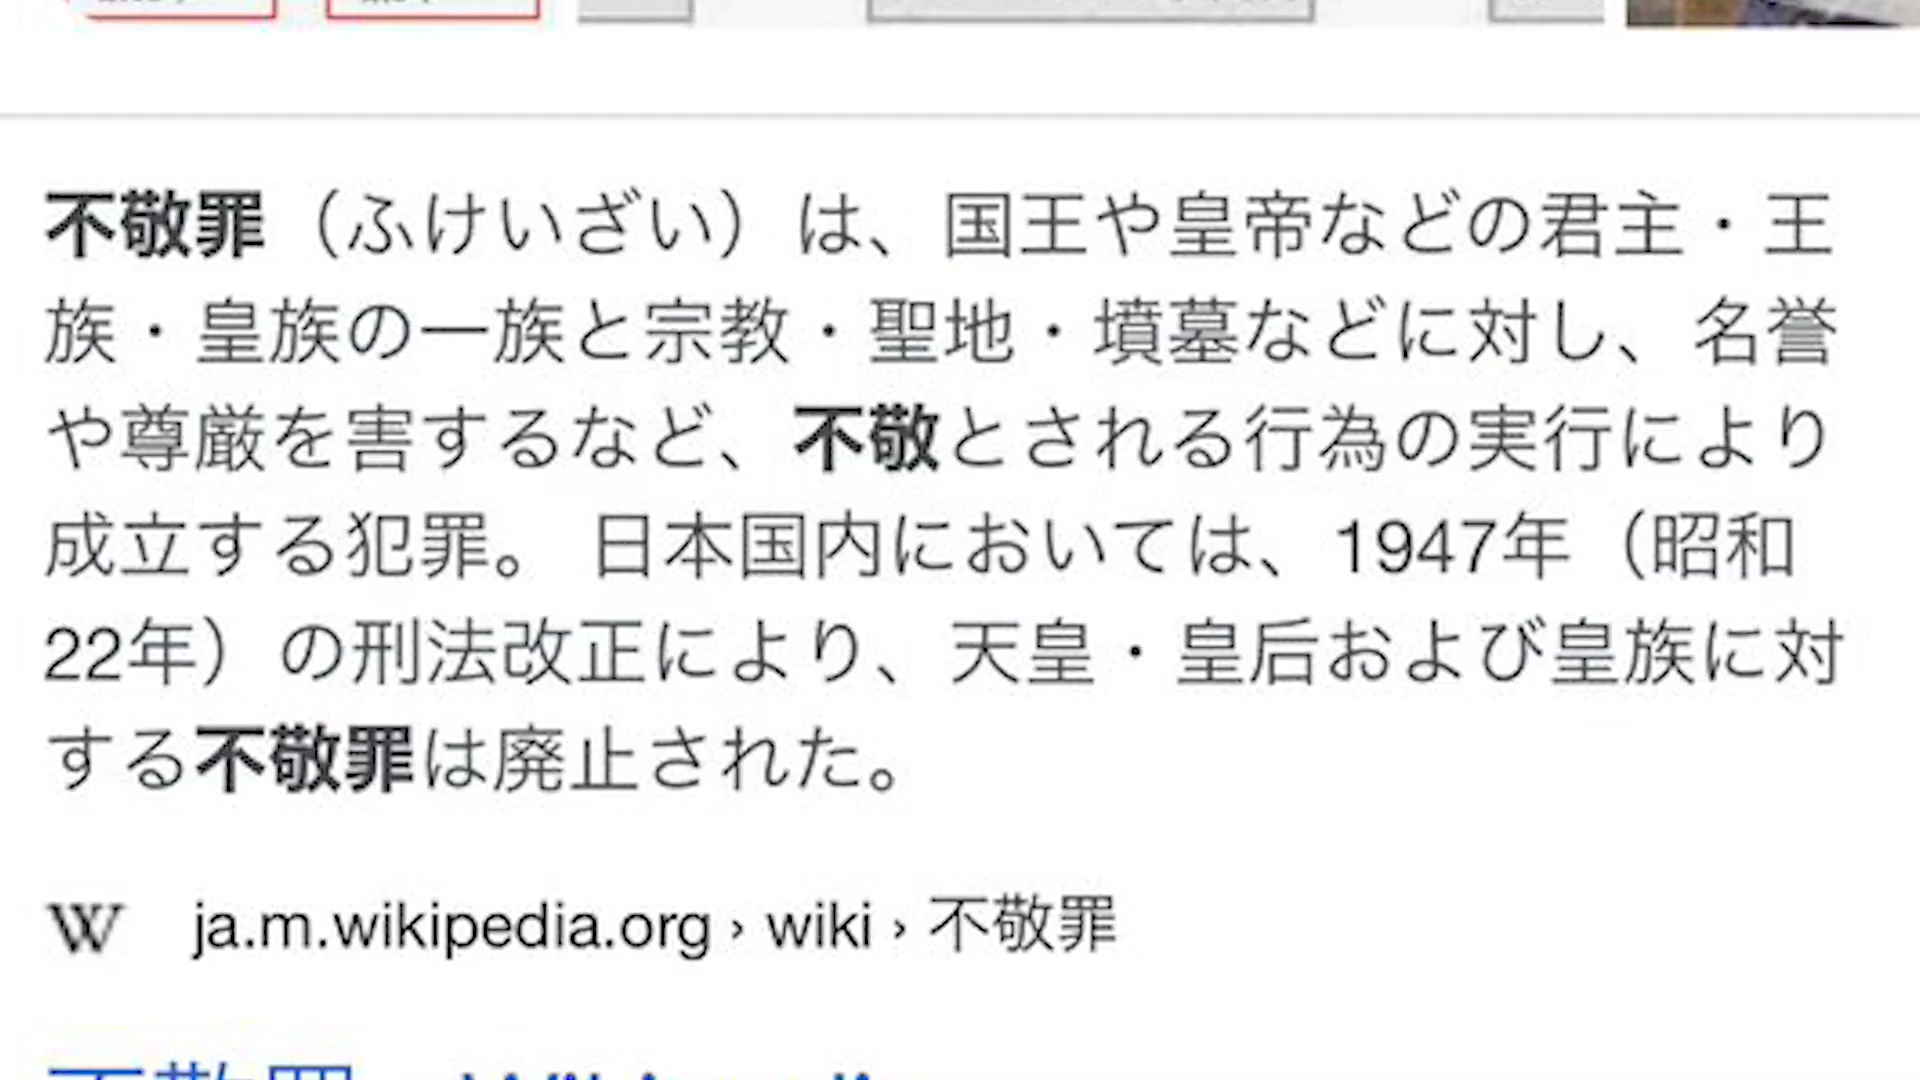 不敬罪（ふけいざい）は、国王や皇帝などの君主・王
族・皇族の一族と宗教・聖地・墳墓などに対し、名誉
や尊厳を害するなど、不敬とされる行為の実行により
成立する犯罪。 日本国内においては、1947年（昭和
22年）の刑法改正により、天皇・皇后および皇族に対
する不敬罪は廃止された。
W ja.m.wikipedia.org › wiki › 不敬罪